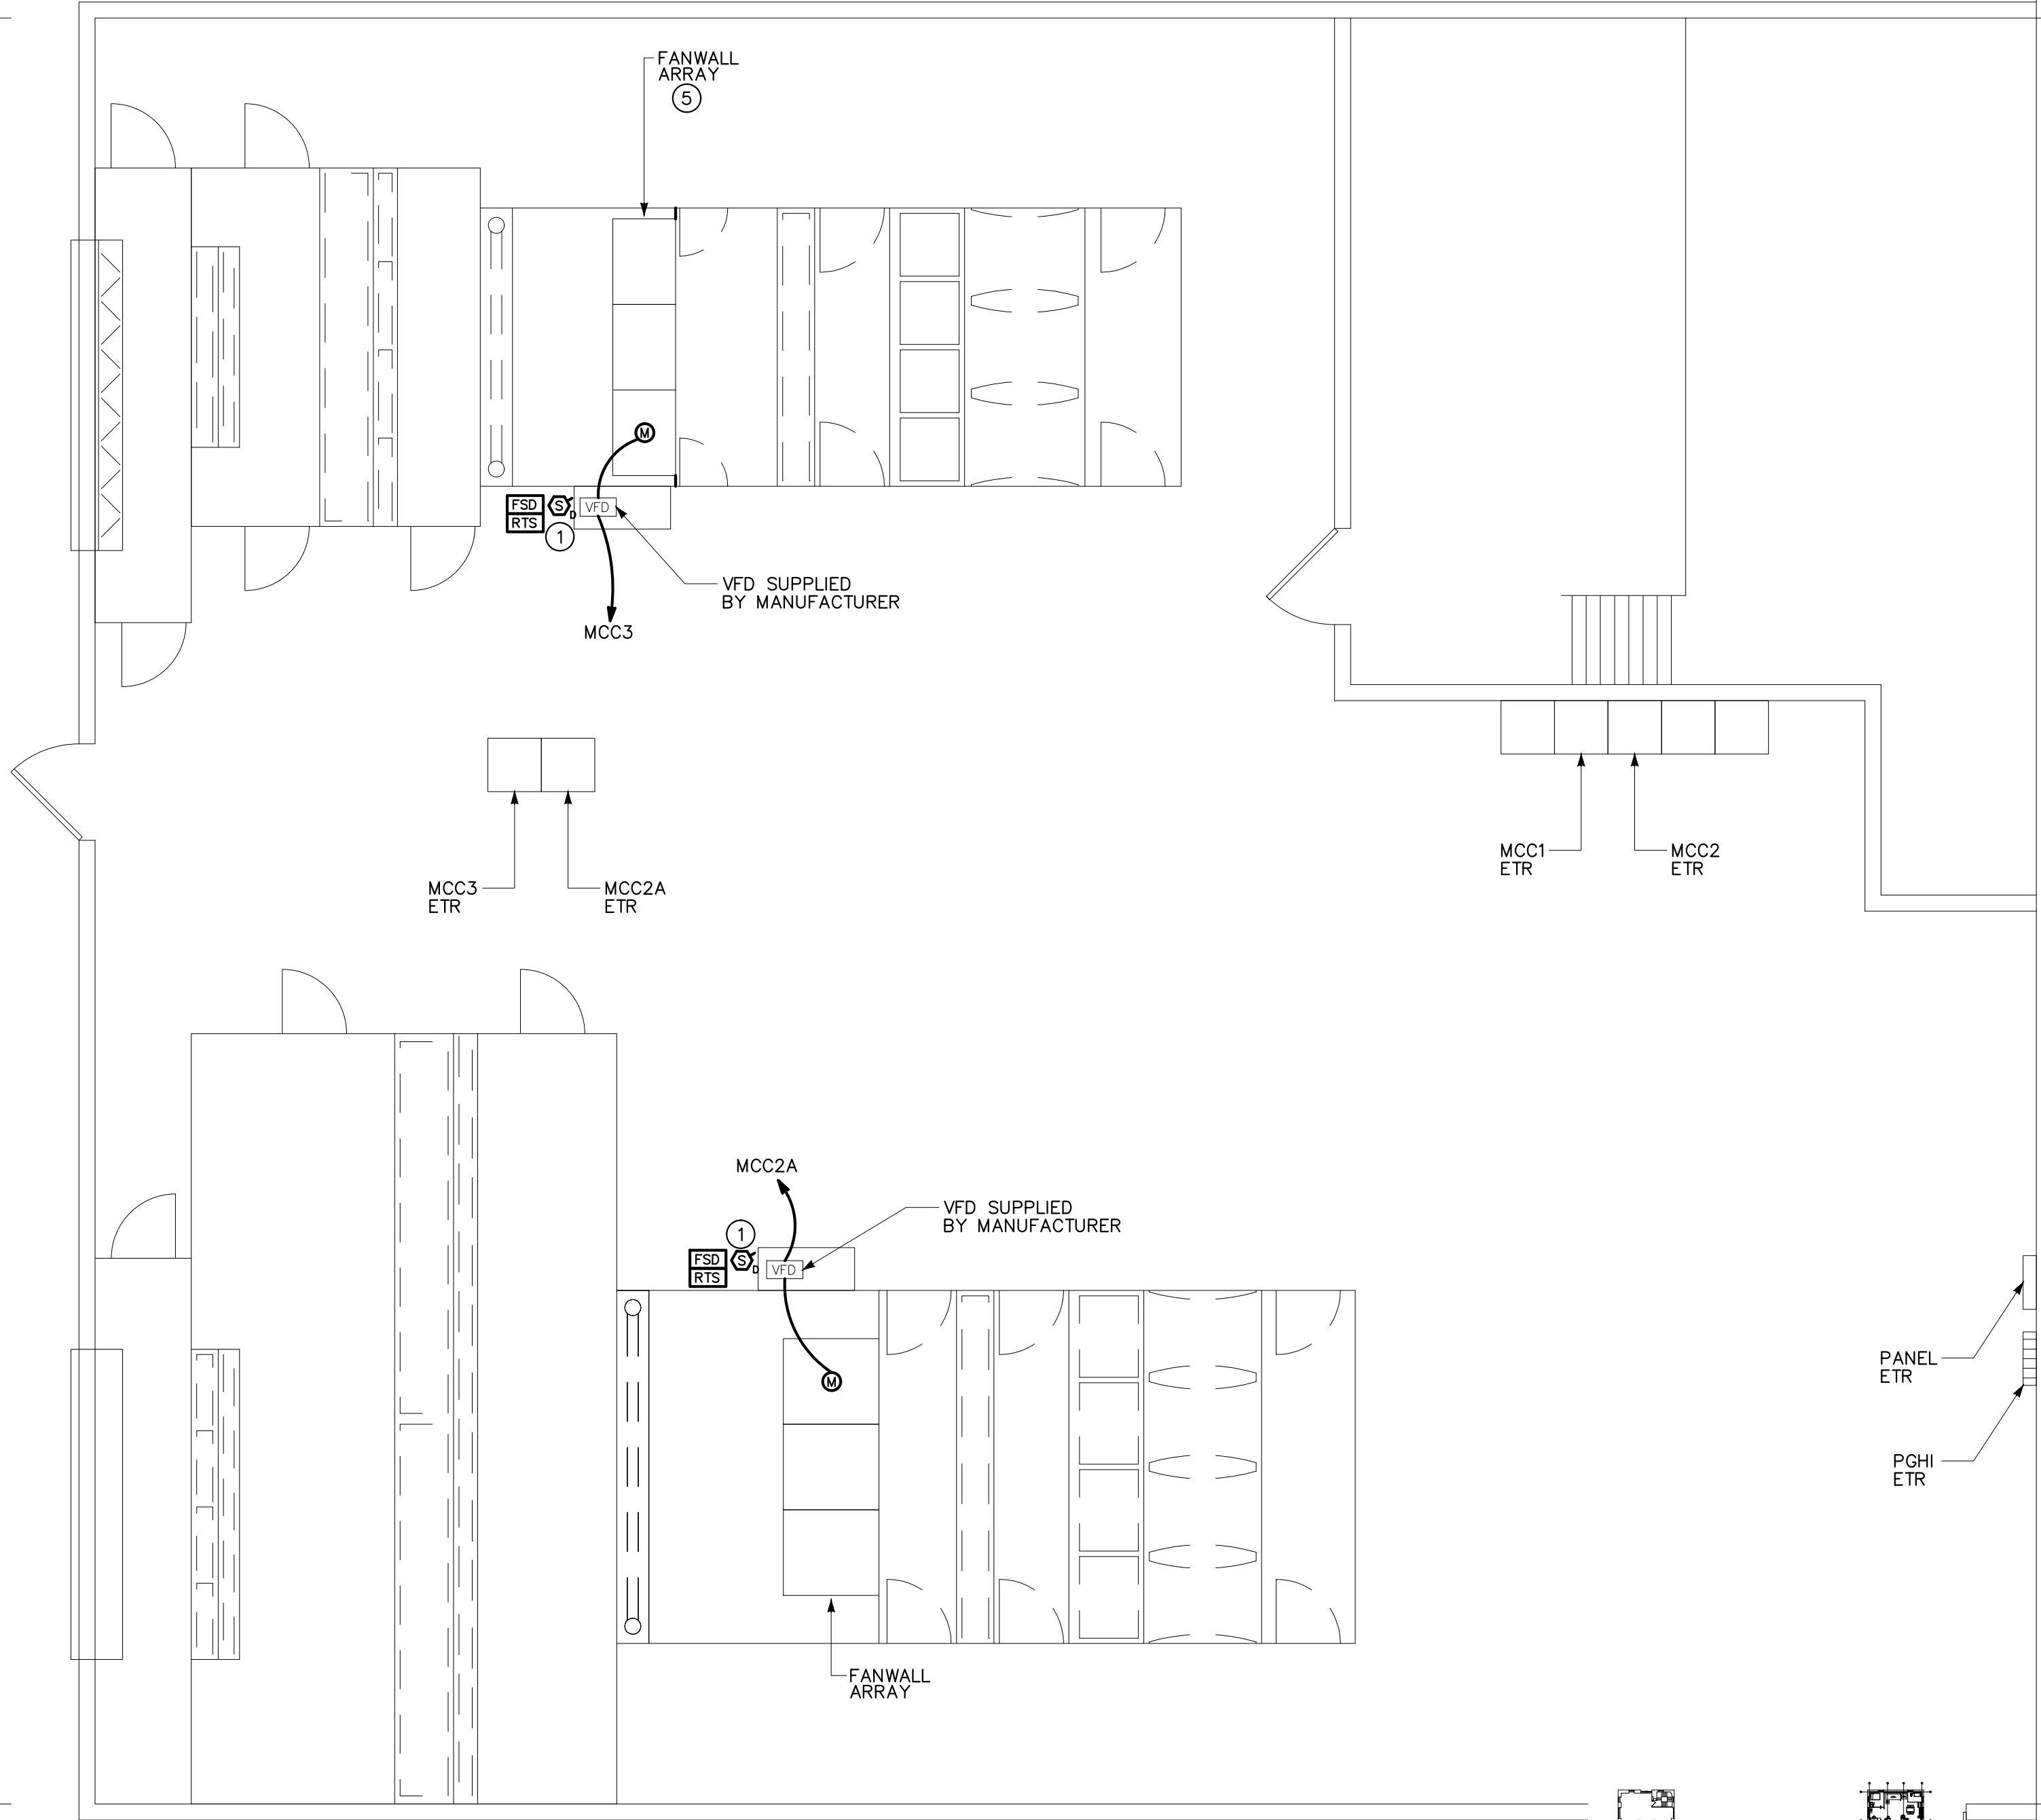 FANWALL
ARRAY
5
M
FSD
RTS
S
D
VFD
1
VFD SUPPLIED
BY MANUFACTURER
MCC3
MCC1
ETR
MCC2
ETR
MCC3
ETR
MCC2A
ETR
MCC2A
VFD SUPPLIED
BY MANUFACTURER
1
FSD
RTS
S
D
VFD
M
PANEL
ETR
PGHI
ETR
FANWALL
ARRAY